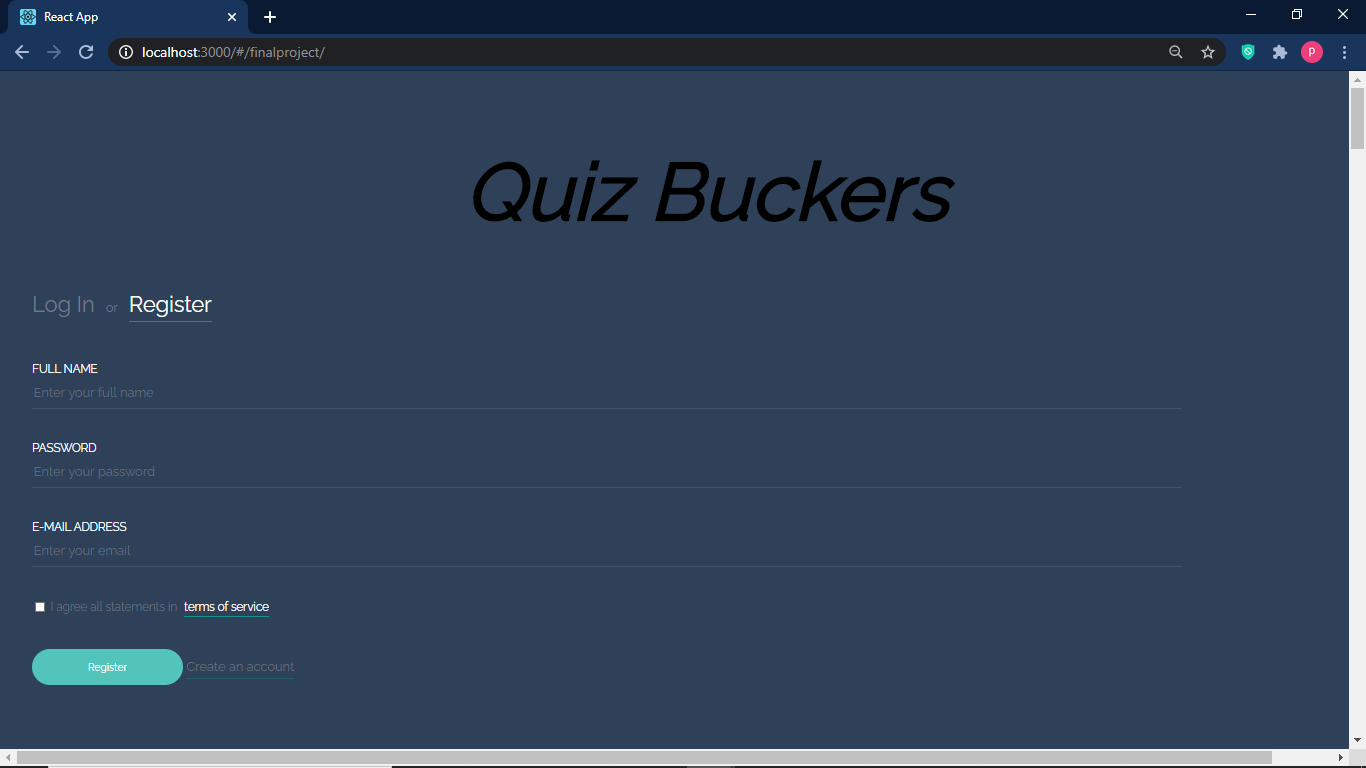 React App
localhost:3000/#/finalproject/
p
Quiz Buckers
Log In or Register
FULL NAME
Enter your full name
PASSWORD
Enter your password
E-MAIL ADDRESS
Enter your email
I agree all statements in terms of service
Register Create an account